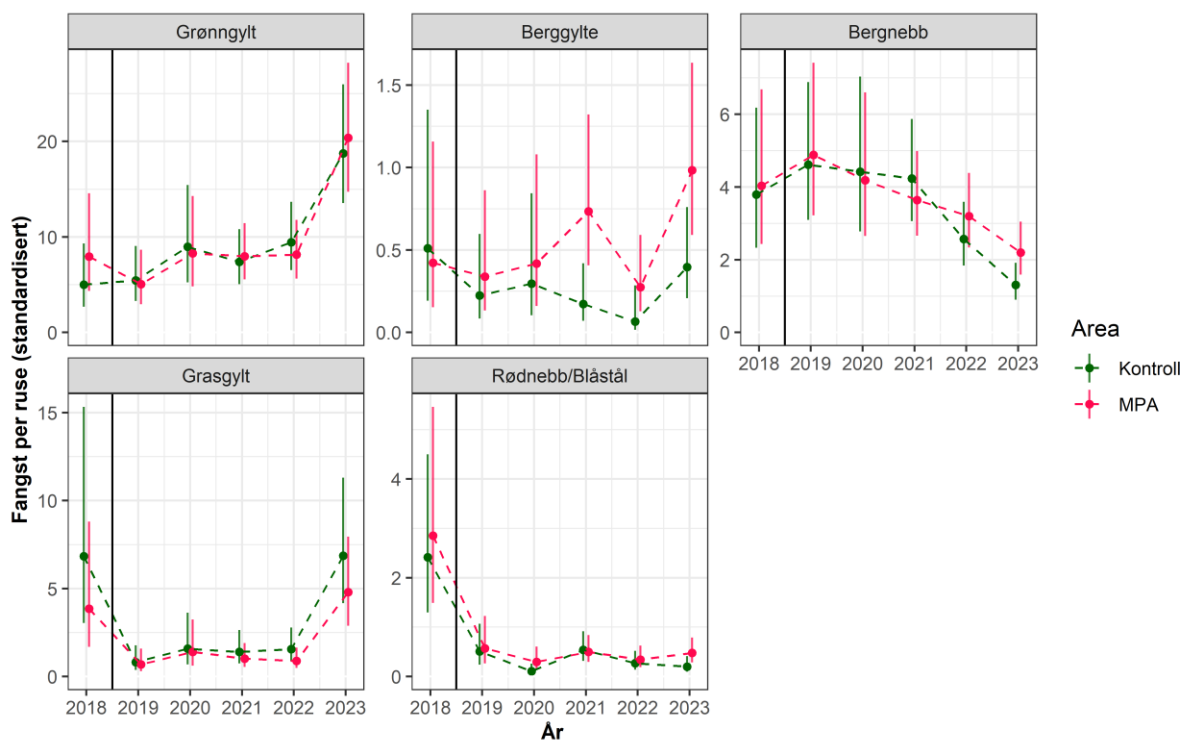 Grønngylt
Berggylte
Bergnebb
20
10
0
1.5
1.0
0.5
0.0
6
4
2
0
2018 2019 2020 2021 2022 2023
Grasgylt
Rødnebb/Blåstål
15
10
5
0
4
2
0
2018 2019 2020 2021 2022 2023
2018 2019 2020 2021 2022 2023
Fangst per ruse (standardisert)
År
Area
Kontroll
MPA